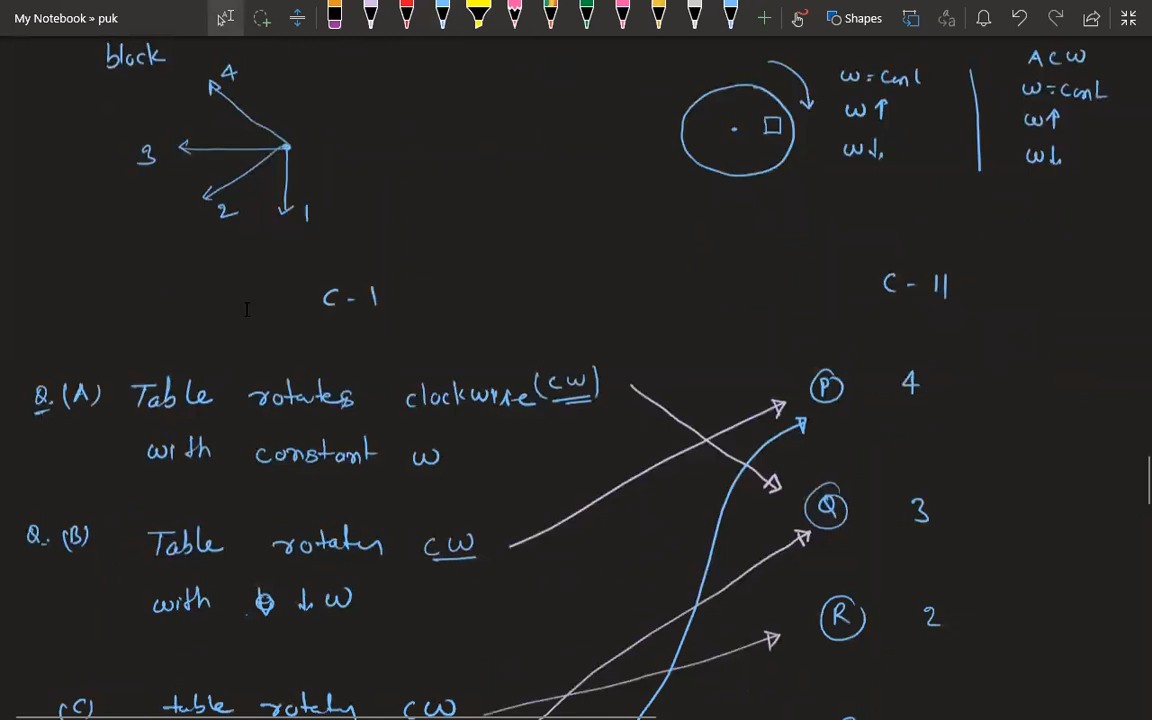 My Notebook » puk
Shapes
block
4
3
2
1
ω = const
ω ↑
ω ↓
ACW
ω = const
ω ↑
ω ↓
C - I
C - II
Q. (A) Table rotates clockwise (CW)
with constant ω
P 4
Q 3
Q. (B) Table rotates CW
with ↓ ω
R 2
(C) table rotates CW